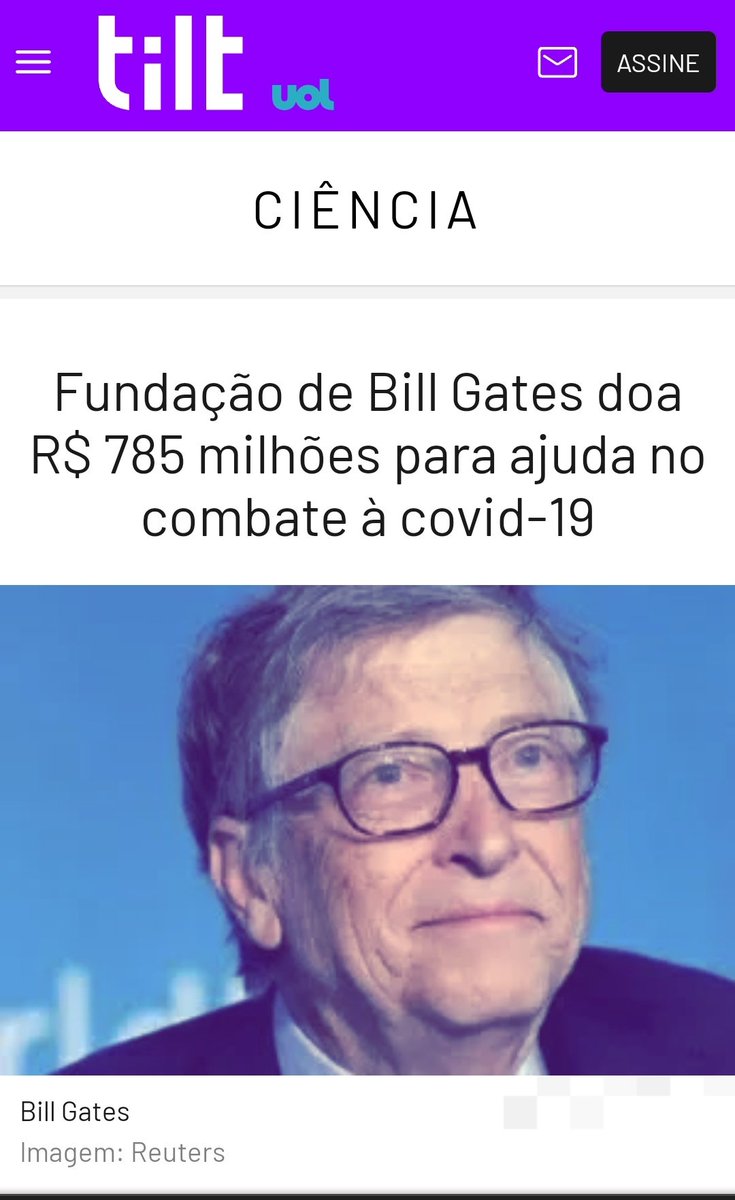 tilt uol
ASSINE
CIÊNCIA
Fundação de Bill Gates doa
R$ 785 milhões para ajuda no
combate à covid-19
rld
Bill Gates
Imagem: Reuters